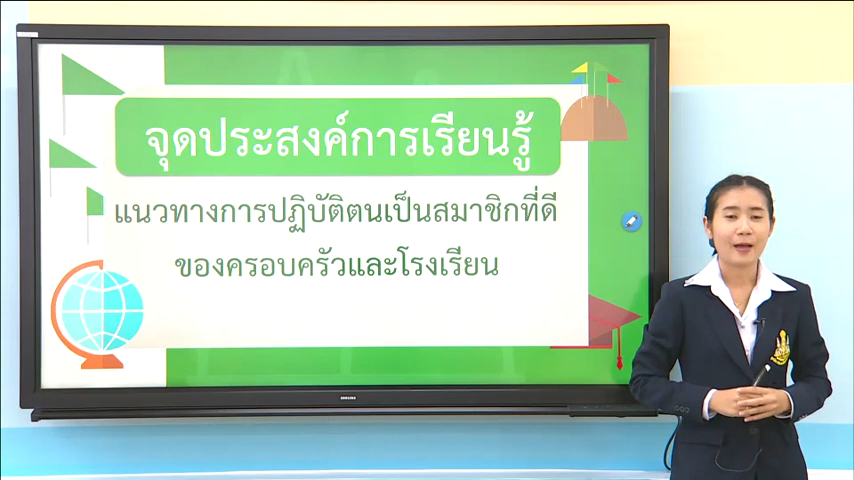 จุดประสงค์การเรียนรู้
แนวทางการปฏิบัติตนเป็นสมาชิกที่ดี
ของครอบครัวและโรงเรียน
SAMSUNG